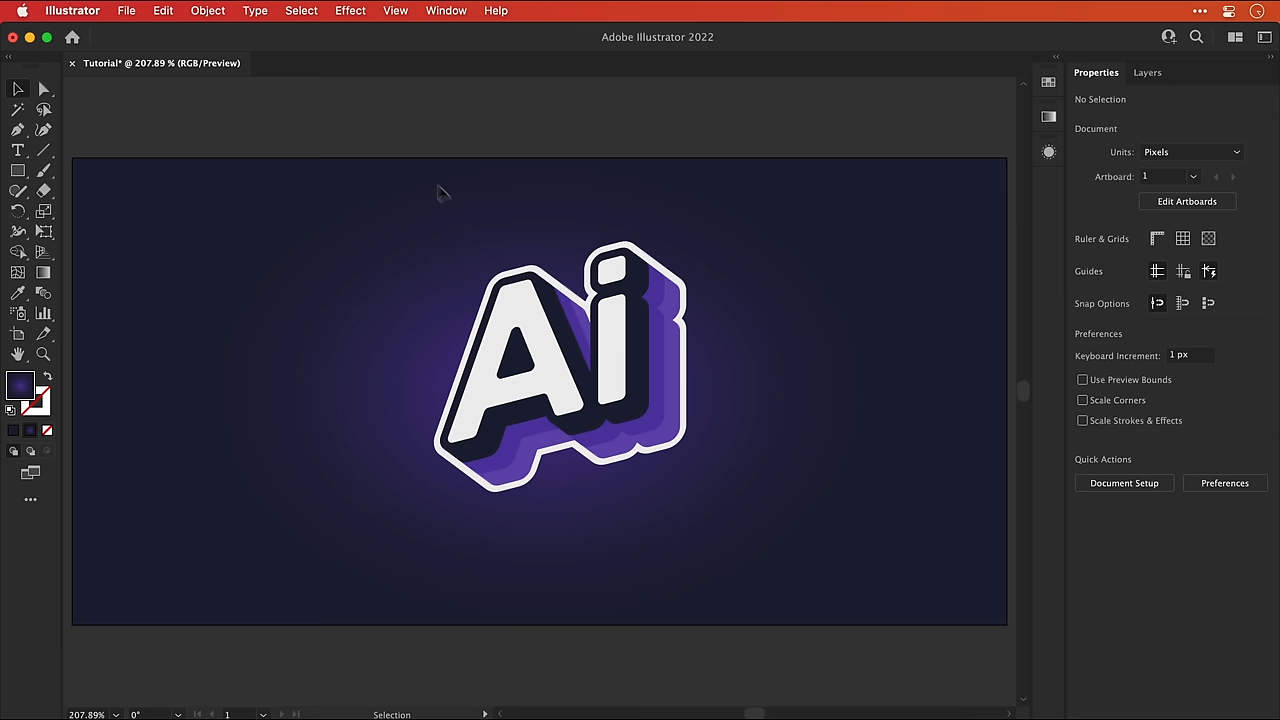 Illustrator File Edit Object Type Select Effect View Window Help
Adobe Illustrator 2022
Tutorial* @ 207.89 % (RGB/Preview)
Properties Layers
No Selection
Document
Units: Pixels
Artboard: 1
Edit Artboards
Ruler & Grids
Guides
Snap Options
Preferences
Keyboard Increment: 1 px
Use Preview Bounds
Scale Corners
Scale Strokes & Effects
Quick Actions
Document Setup Preferences
Ai
207.89% 0° 1 Selection